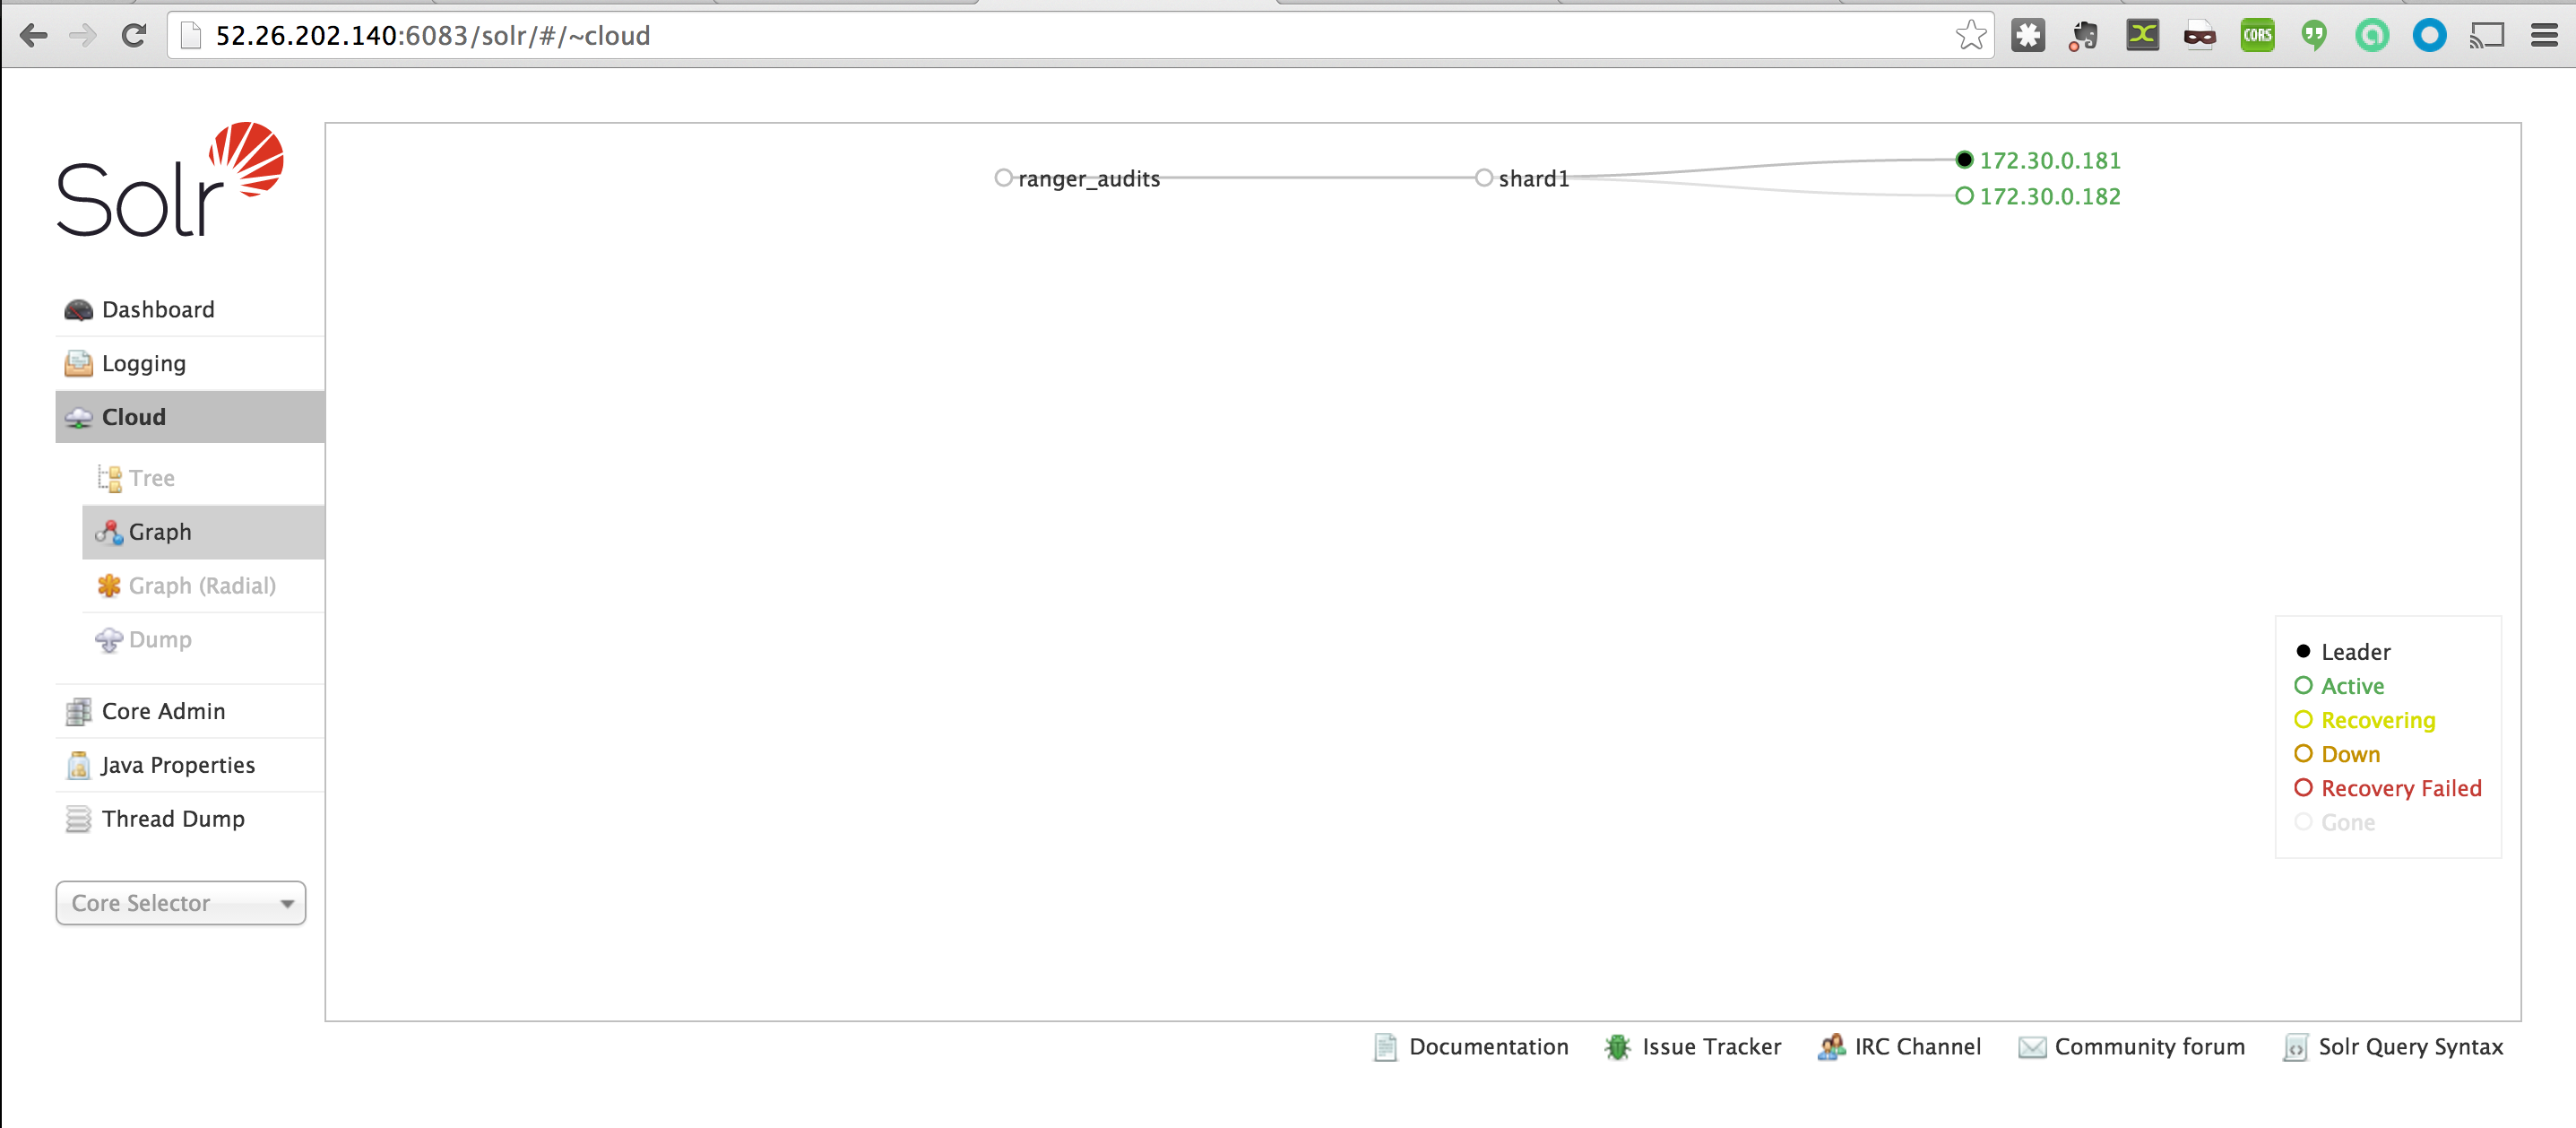 52.26.202.140:6083/solr/#/~cloud
CORS
Solr
ranger_audits
shard1
172.30.0.181
172.30.0.182
Dashboard
Logging
Cloud
Tree
Graph
Graph (Radial)
Dump
Core Admin
Java Properties
Thread Dump
Core Selector
Leader
Active
Recovering
Down
Recovery Failed
Gone
Documentation
Issue Tracker
IRC Channel
Community forum
Solr Query Syntax